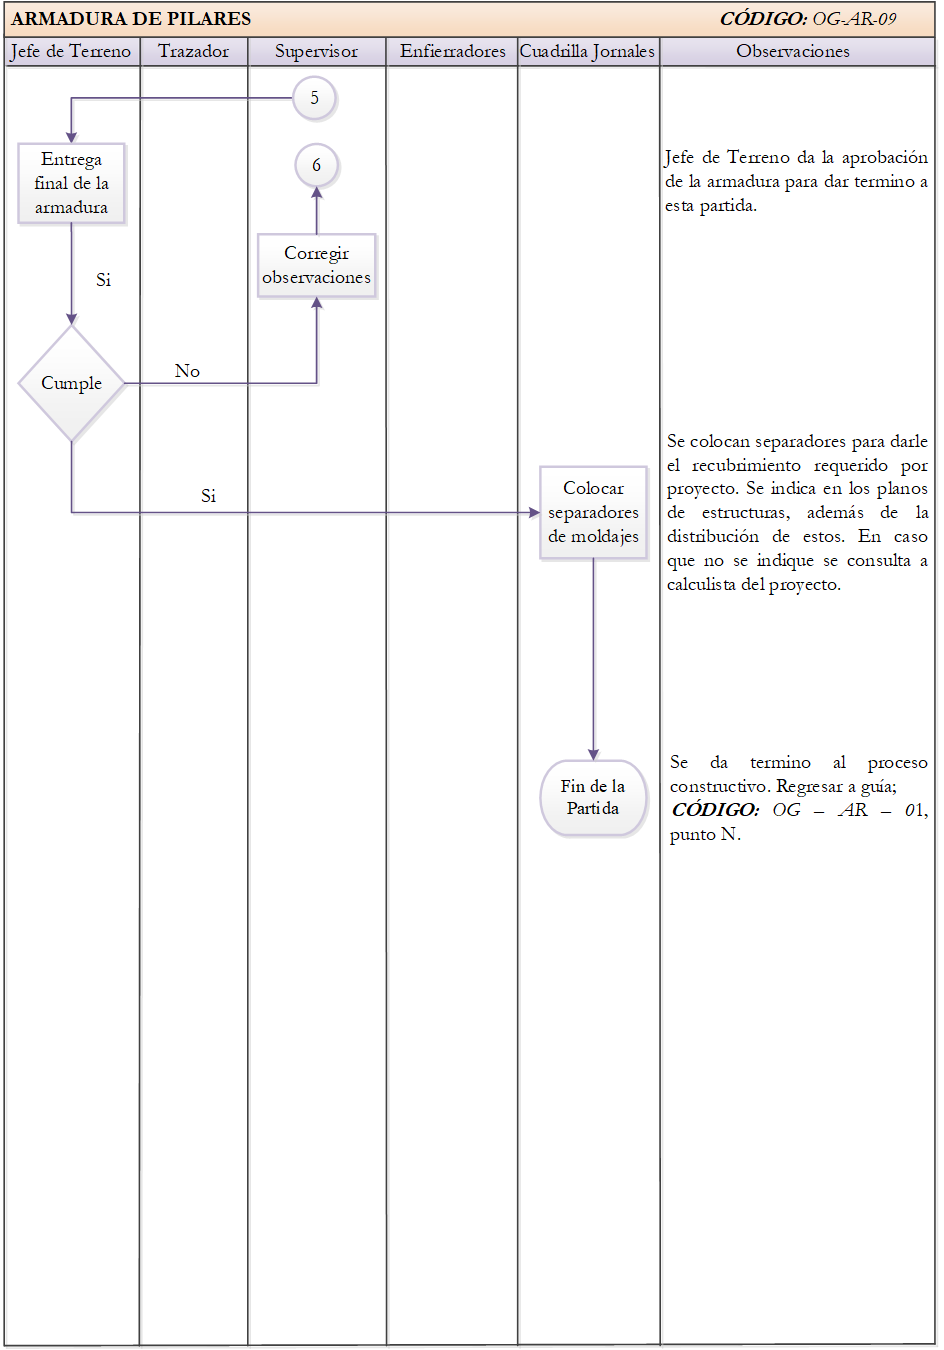 ARMADURA DE PILARES
CÓDIGO: OG-AR-09
Jefe de Terreno
Trazador
Supervisor
Enfierradores
Cuadrilla Jornales
Observaciones
5
Entrega
final de la
armadura
6
Jefe de Terreno da la aprobación
de la armadura para dar termino a
esta partida.
Corregir
observaciones
Si
Cumple
No
Si
Colocar
separadores
de moldajes
Se colocan separadores para darle
el recubrimiento requerido por
proyecto. Se indica en los planos
de estructuras, además de la
distribución de estos. En caso
que no se indique se consulta a
calculista del proyecto.
Fin de la
Partida
Se da termino al proceso
constructivo. Regresar a guía;
CÓDIGO: OG – AR – 01,
punto N.